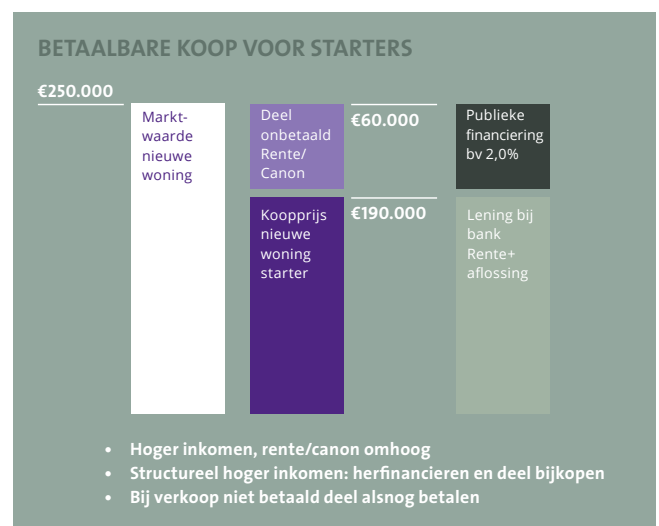 BETAALBARE KOOP VOOR STARTERS
€250.000
Markt-
waarde
nieuwe
woning
Deel
onbetaald
Rente/
Canon
€60.000
Publieke
financiering
bv 2,0%
Koopprijs
nieuwe
woning
starter
€190.000
Lening bij
bank
Rente+
aflossing
• Hoger inkomen, rente/canon omhoog
• Structureel hoger inkomen: herfinancieren en deel bijkopen
• Bij verkoop niet betaald deel alsnog betalen